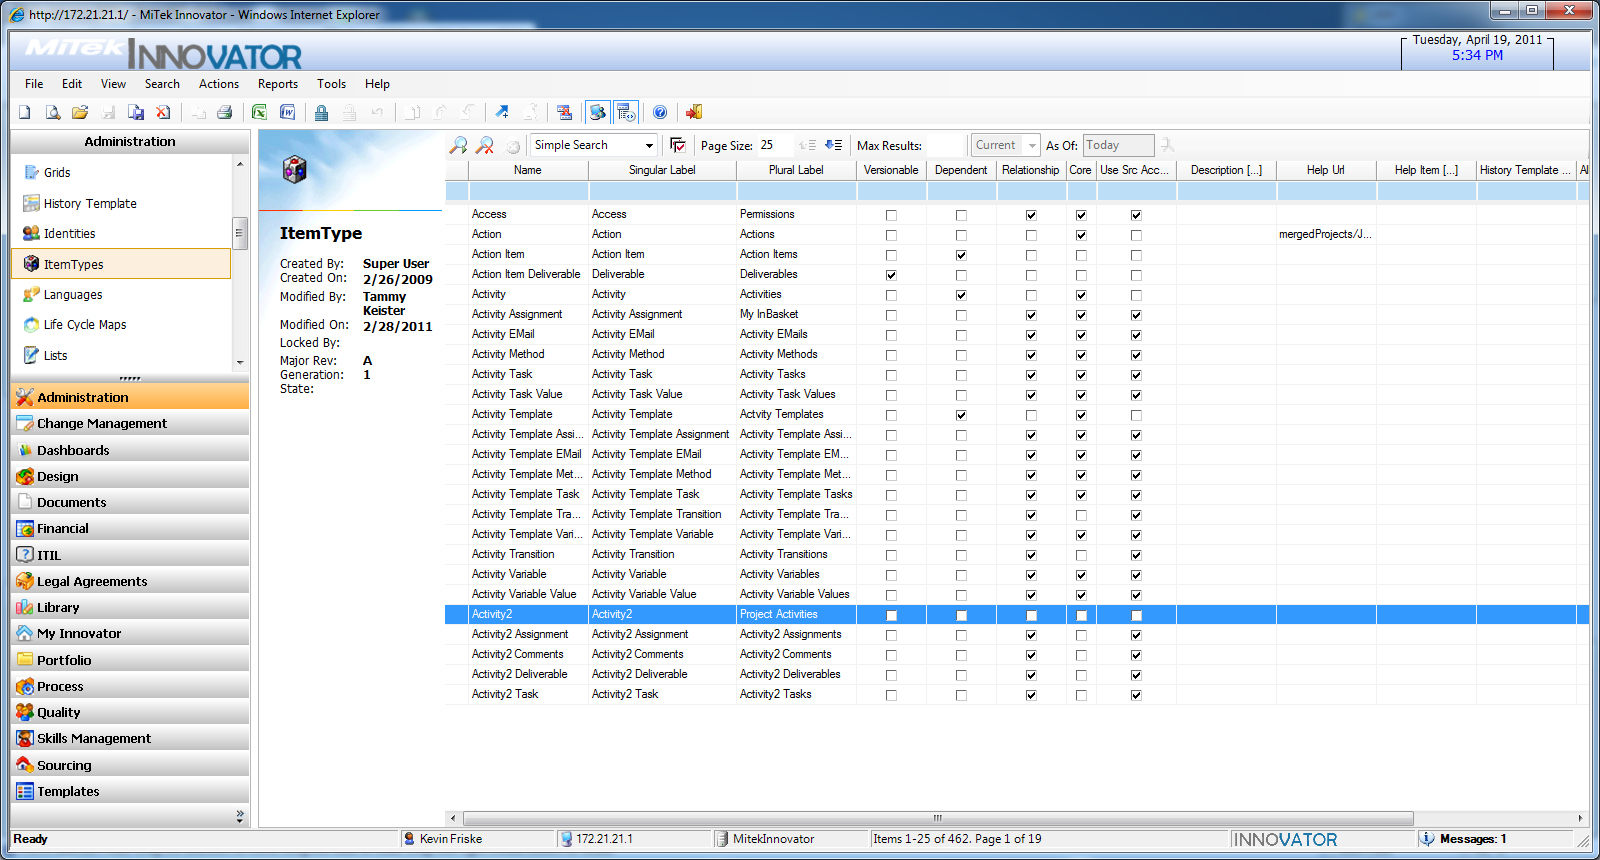 http://172.21.21.1/ - MiTek Innovator - Windows Internet Explorer
MiTek INNOVATOR
Tuesday, April 19, 2011
5:34 PM
File Edit View Search Actions Reports Tools Help
Administration
Grids
History Template
Identities
ItemTypes
Languages
Life Cycle Maps
Lists
Administration
Change Management
Dashboards
Design
Documents
Financial
ITIL
Legal Agreements
Library
My Innovator
Portfolio
Process
Quality
Skills Management
Sourcing
Templates
ItemType
Created By: Super User
Created On: 2/26/2009
Modified By: Tammy Keister
Modified On: 2/28/2011
Locked By:
Major Rev: A
Generation: 1
State:
Simple Search Page Size: 25 Max Results: Current As Of: Today
Name Singular Label Plural Label Versionable Dependent Relationship Core Use Src Acc... Description [...] Help Url Help Item [...] History Template ... Al
Access Access Permissions
Action Action Actions mergedProjects/J...
Action Item Action Item Action Items
Action Item Deliverable Deliverable Deliverables
Activity Activity Activities
Activity Assignment Activity Assignment My InBasket
Activity EMail Activity EMail Activity EMails
Activity Method Activity Method Activity Methods
Activity Task Activity Task Activity Tasks
Activity Task Value Activity Task Value Activity Task Values
Activity Template Activity Template Activity Templates
Activity Template Assi... Activity Template Assignment Activity Template Assi...
Activity Template EMail Activity Template EMail Activity Template EM...
Activity Template Met... Activity Template Method Activity Template Met...
Activity Template Task Activity Template Task Activity Template Tasks
Activity Template Tra... Activity Template Transition Activity Template Tra...
Activity Template Vari... Activity Template Variable Activity Template Vari...
Activity Transition Activity Transition Activity Transitions
Activity Variable Activity Variable Activity Variables
Activity Variable Value Activity Variable Value Activity Variable Values
Activity2 Activity2 Project Activities
Activity2 Assignment Activity2 Assignment Activity2 Assignments
Activity2 Comments Activity2 Comments Activity2 Comments
Activity2 Deliverable Activity2 Deliverable Activity2 Deliverables
Activity2 Task Activity2 Task Activity2 Tasks
Ready Kevin Friske 172.21.21.1 MitekInnovator Items 1-25 of 462. Page 1 of 19 INNOVATOR Messages: 1